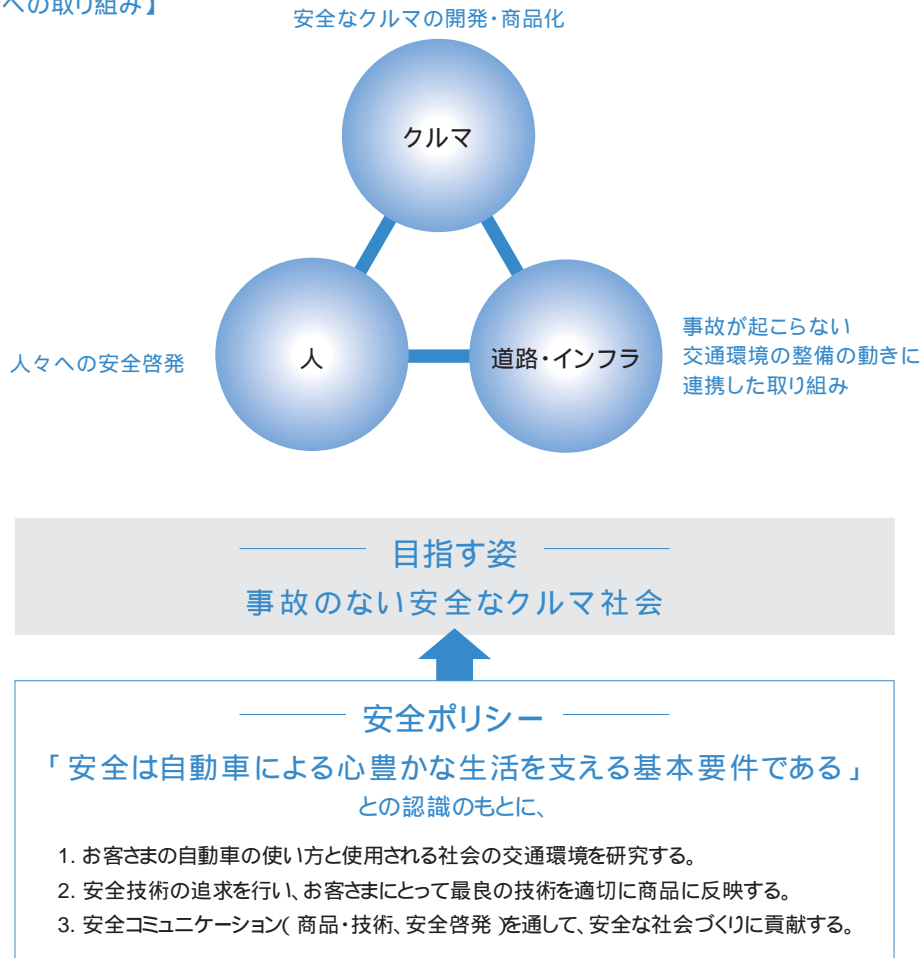 への取り組み】
安全なクルマの開発・商品化
クルマ
人々への安全啓発
人
道路・インフラ
事故が起こらない
交通環境の整備の動きに
連携した取り組み
目指す姿
事故のない安全なクルマ社会
安全ポリシー
「安全は自動車による心豊かな生活を支える基本要件である」
との認識のもとに、
1. お客さまの自動車の使い方と使用される社会の交通環境を研究する。
2. 安全技術の追求を行い、お客さまにとって最良の技術を適切に商品に反映する。
3. 安全コミュニケーション( 商品・技術、安全啓発 )を通して、安全な社会づくりに貢献する。